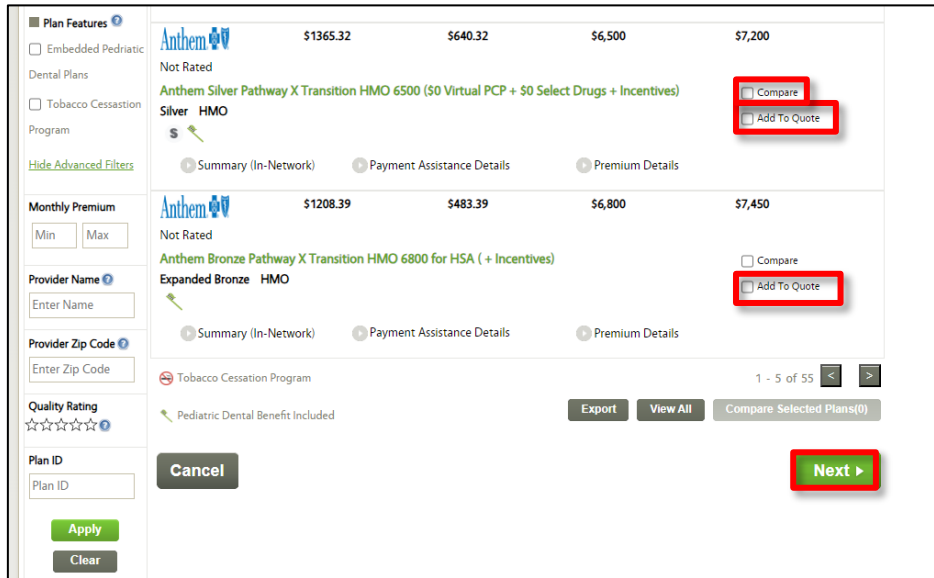 Plan Features
Embedded Pedriatic
Dental Plans
Tobacco Cessastion
Program
Hide Advanced Filters
Monthly Premium
Min Max
Provider Name
Enter Name
Provider Zip Code
Enter Zip Code
Quality Rating
Plan ID
Plan ID
Apply
Clear
Anthem $1365.32 $640.32 $6,500 $7,200
Not Rated
Anthem Silver Pathway X Transition HMO 6500 ($0 Virtual PCP + $0 Select Drugs + Incentives)
Compare
Silver HMO
Add To Quote
S
Summary (In-Network) Payment Assistance Details Premium Details
Anthem $1208.39 $483.39 $6,800 $7,450
Not Rated
Anthem Bronze Pathway X Transition HMO 6800 for HSA ( + Incentives)
Compare
Expanded Bronze HMO
Add To Quote
Summary (In-Network) Payment Assistance Details Premium Details
Tobacco Cessation Program
1 - 5 of 55 < >
Pediatric Dental Benefit Included
Export View All Compare Selected Plans(0)
Cancel Next